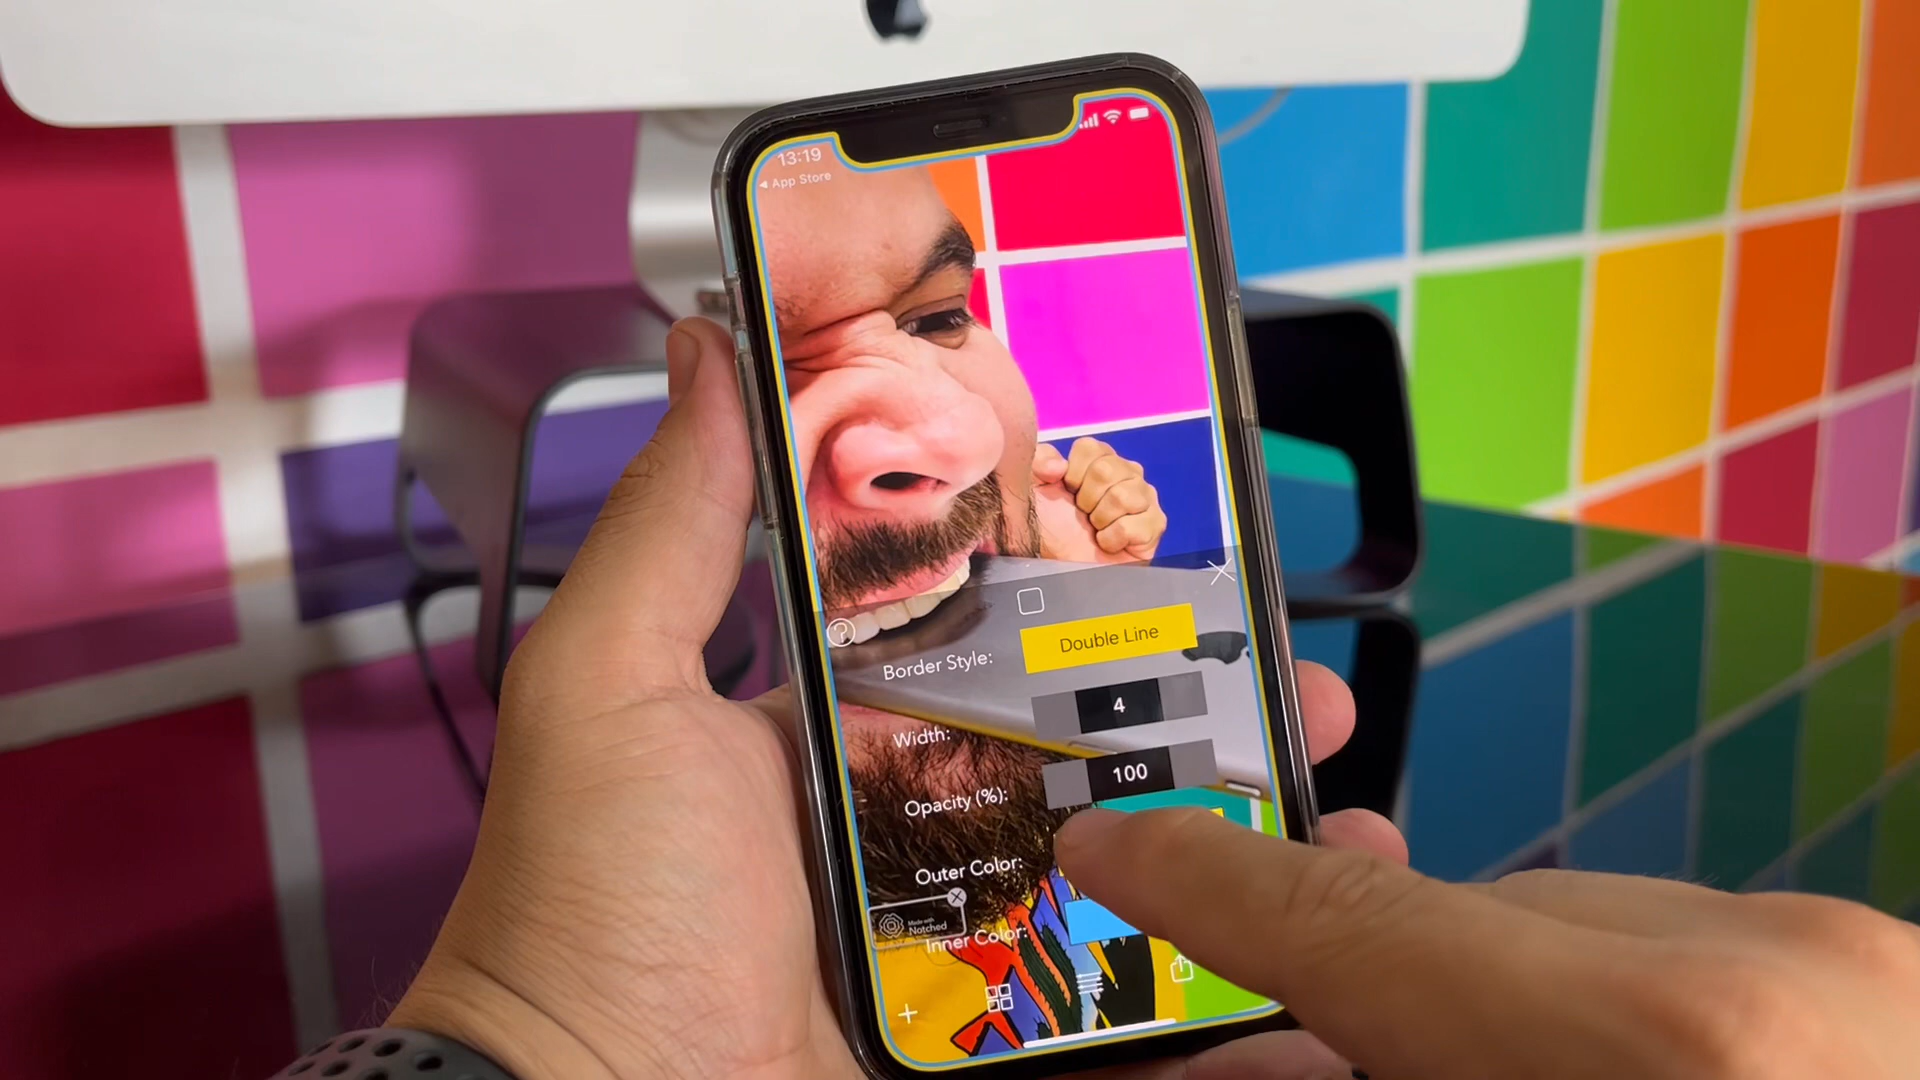 13:19
◀ App Store
Double Line
Border Style:
4
Width:
100
Opacity (%):
Outer Color:
Made with
Notched
Inner Color: